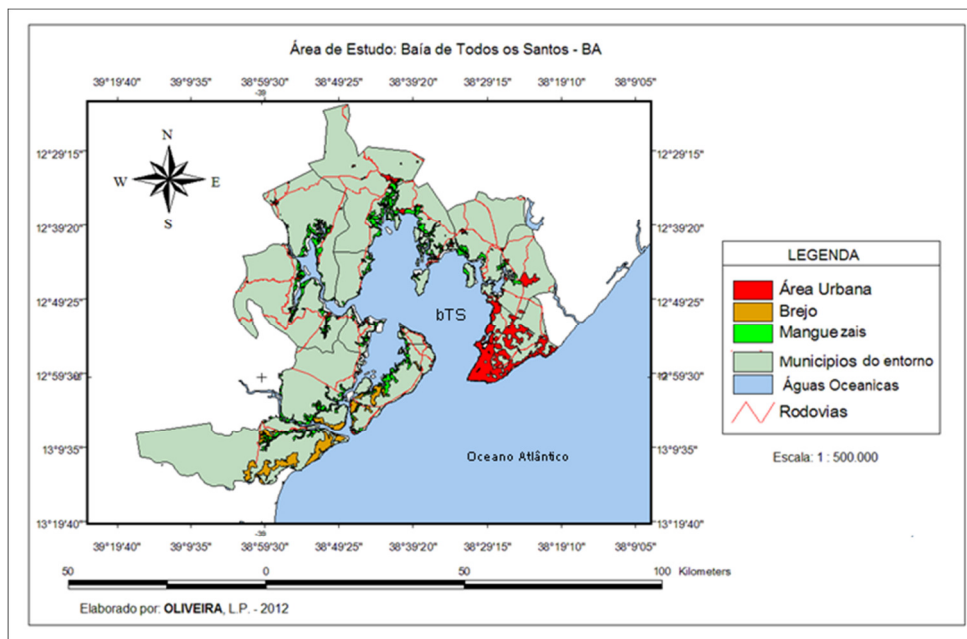 Área de Estudo: Baía de Todos os Santos - BA
39°19'40" 39°9'35" 38°59'30" 38°49'25" 38°39'20" 38°29'15" 38°19'10" 38°9'05"
-39
12°29'15" 12°29'15"
N
W E
S
12°39'20" 12°39'20"
LEGENDA
Área Urbana
12°49'25" 12°49'25"
bTS
Brejo
Manguezais
Municipios do entorno
12°59'30" 12°59'30"
Águas Oceanicas
Rodovias
13°9'35" 13°9'35"
Oceano Atlântico
Escala: 1 : 500.000
13°19'40" 13°19'40"
-39
39°19'40" 39°9'35" 38°59'30" 38°49'25" 38°39'20" 38°29'15" 38°19'10" 38°9'05"
50 0 50 100 Kilometers
Elaborado por: OLIVEIRA, L.P. - 2012